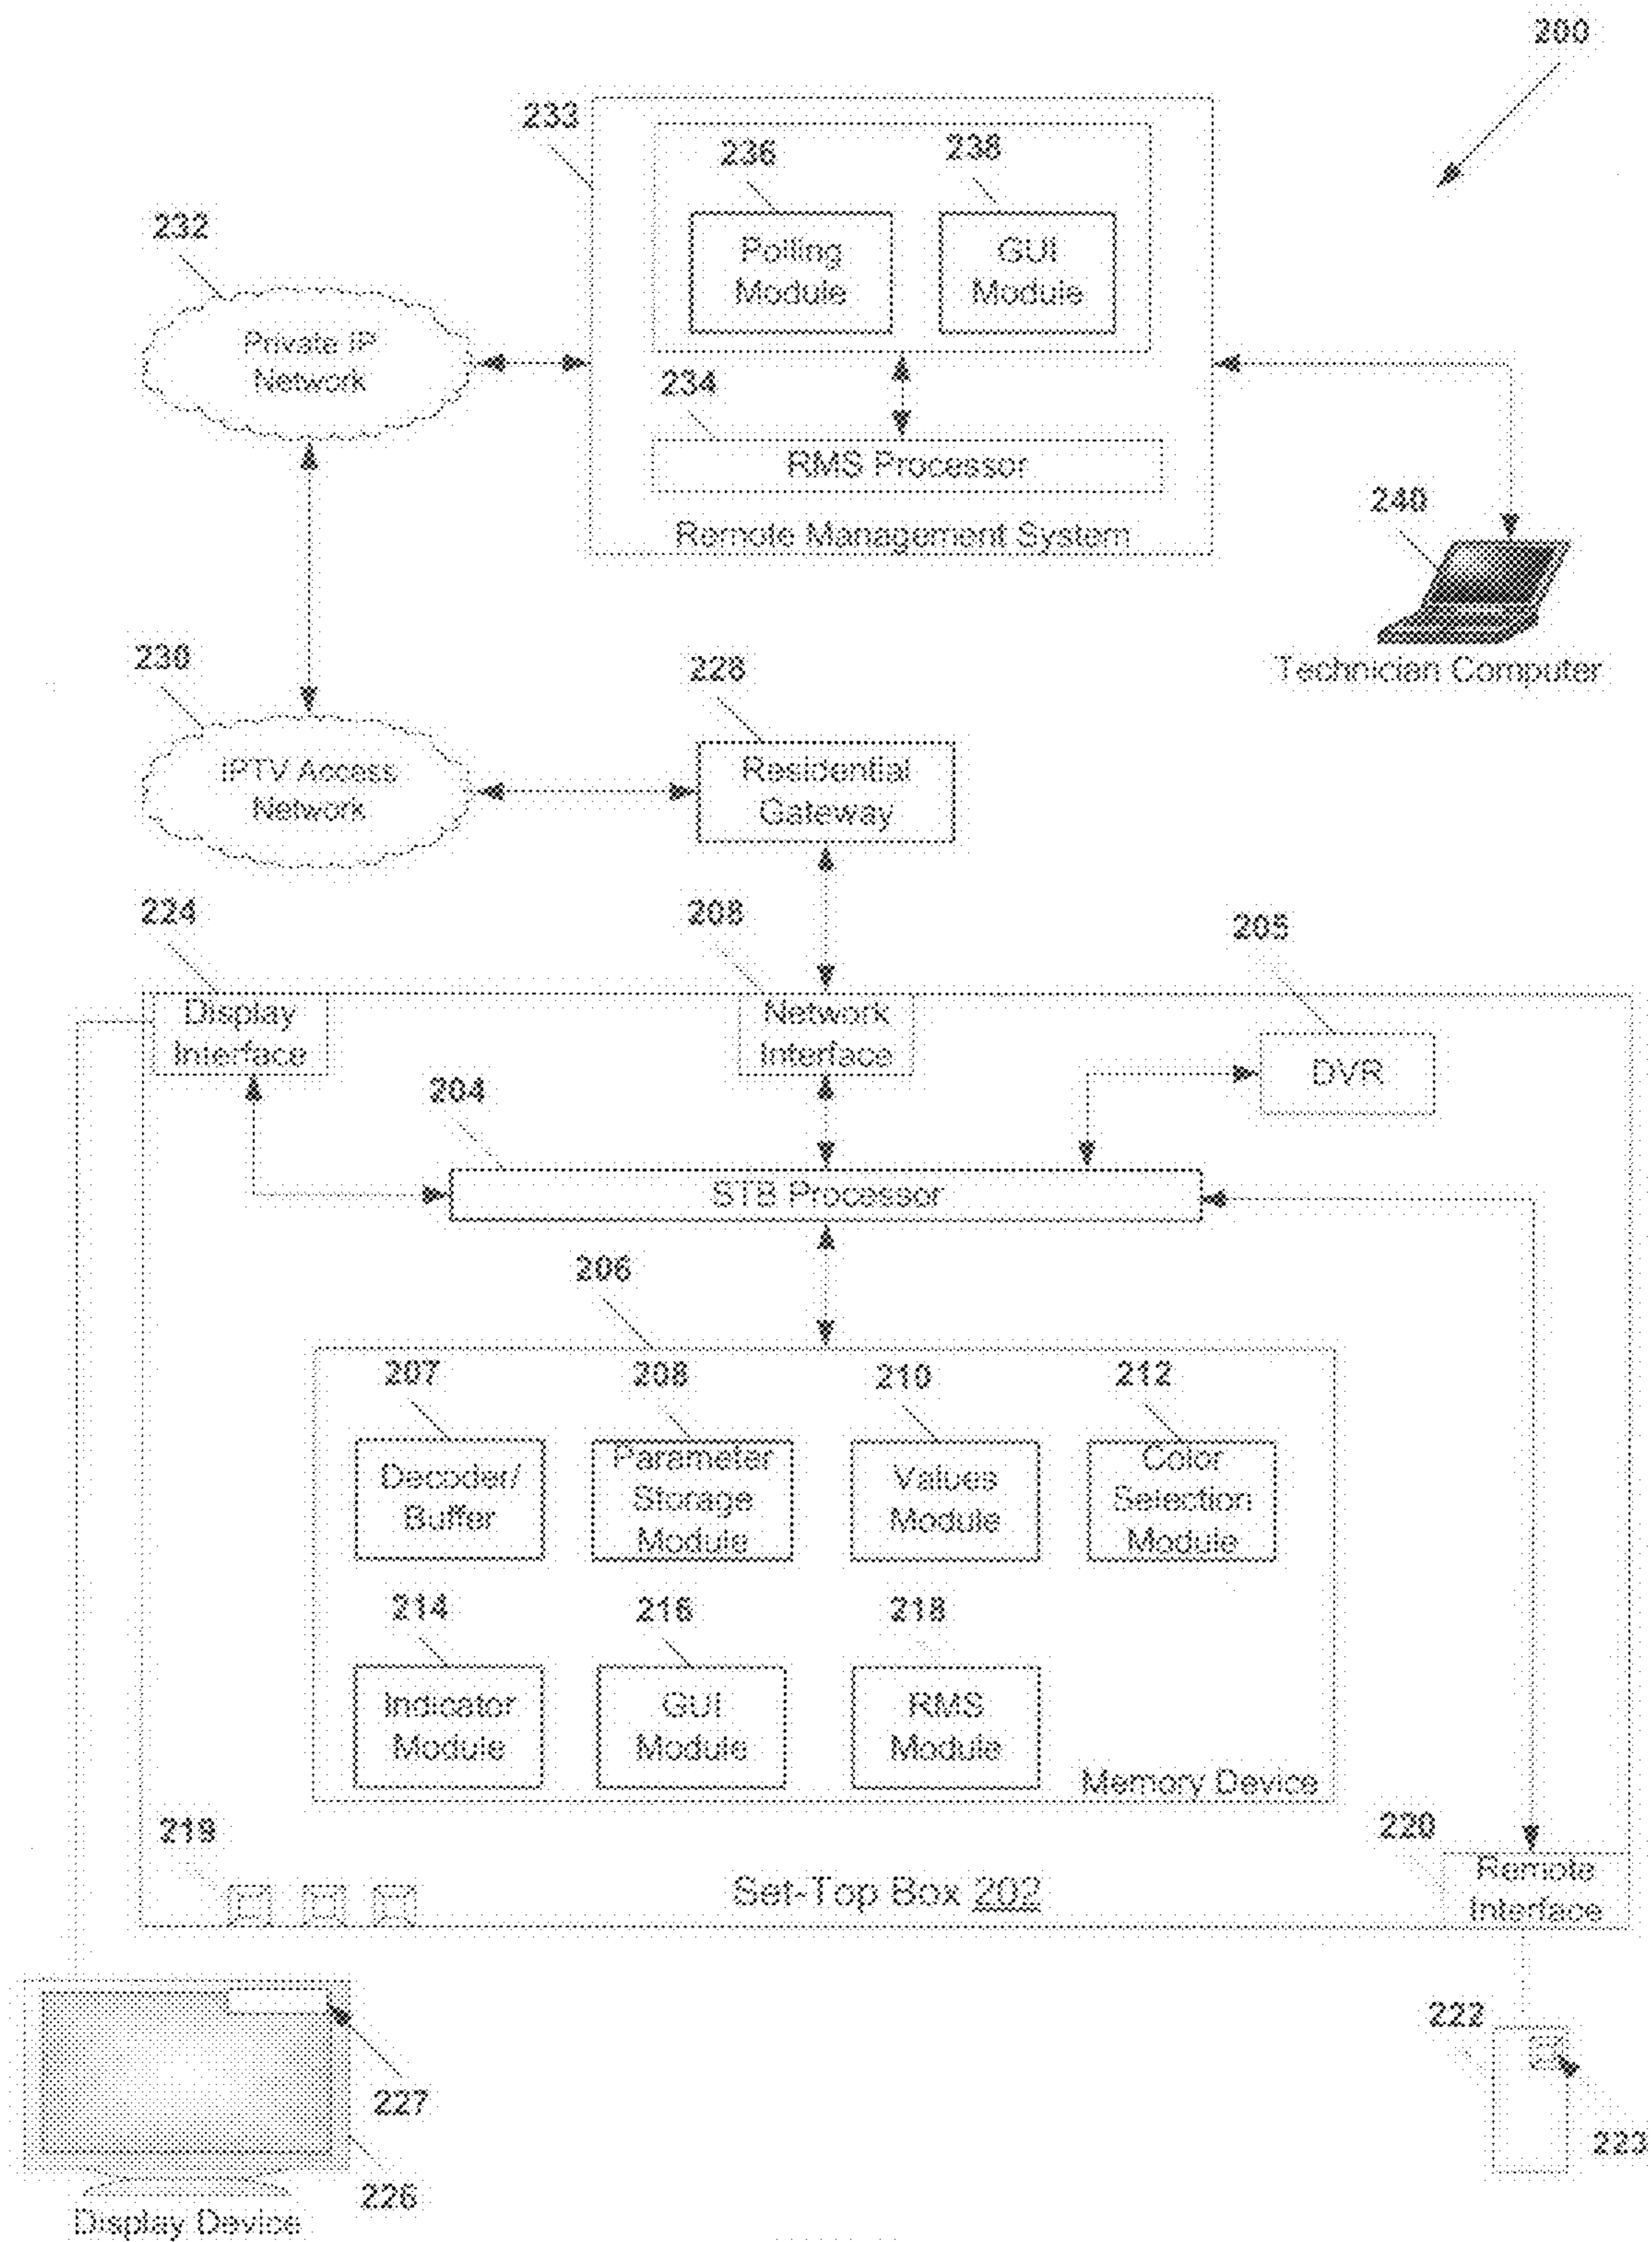 200
233
236
238
Polling
Module
GUI
Module
232
Private IP
Network
234
RMS Processor
Remote Management System
240
Technician Computer
230
228
IPTV Access
Network
Residential
Gateway
224
208
205
Display
Interface
Network
Interface
DVR
204
STB Processor
206
207
208
210
212
Decoder/
Buffer
Parameter
Storage
Module
Values
Module
Color
Selection
Module
214
216
218
Indicator
Module
GUI
Module
RMS
Module
Memory Device
219
220
Set-Top Box 202
Remote
Interface
222
227
223
226
Display Device